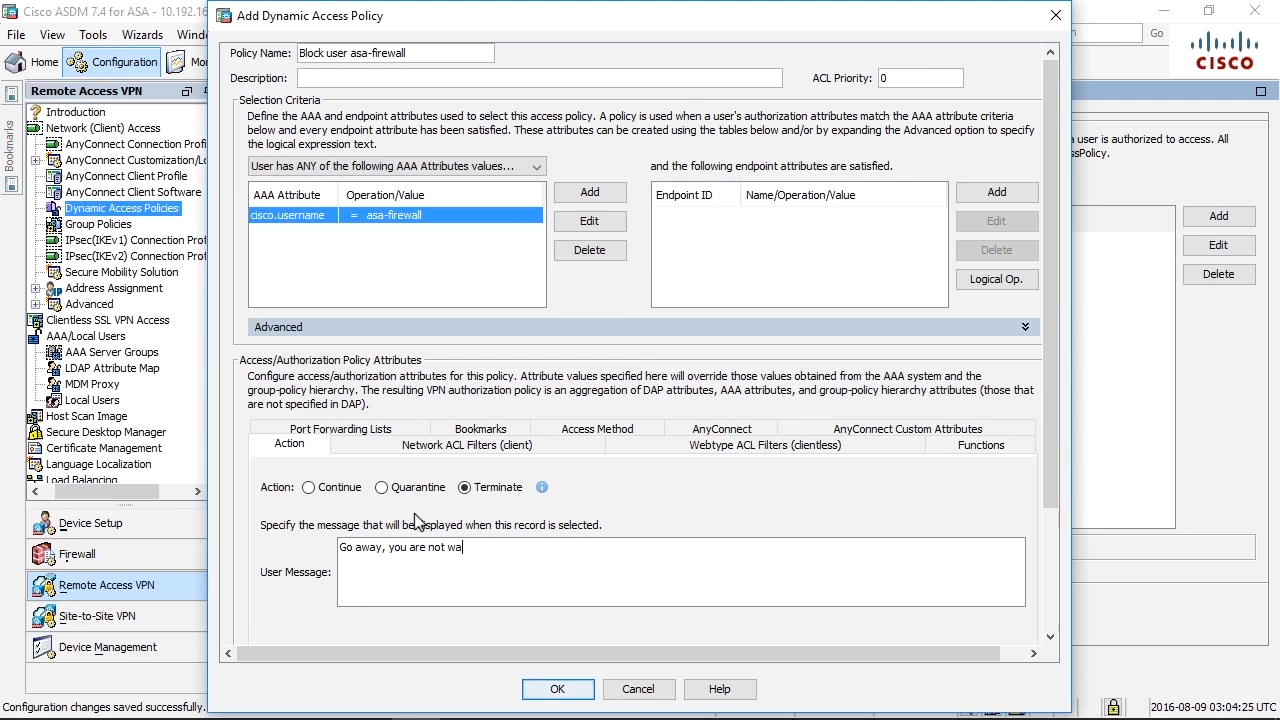 Cisco ASDM 7.4 for ASA - 10.192.16
Add Dynamic Access Policy
File View Tools Wizards
Go
CISCO
Home Configuration
Policy Name: Block user asa-firewall
Description:
ACL Priority: 0
Remote Access VPN
Bookmarks
Introduction
Network (Client) Access
AnyConnect Connection Profi
AnyConnect Customization/Lo
AnyConnect Client Profile
AnyConnect Client Software
Dynamic Access Policies
Group Policies
IPsec(IKEv1) Connection Prof
IPsec(IKEv2) Connection Prof
Secure Mobility Solution
Address Assignment
Advanced
Clientless SSL VPN Access
AAA/Local Users
AAA Server Groups
LDAP Attribute Map
MDM Proxy
Local Users
Host Scan Image
Secure Desktop Manager
Certificate Management
Language Localization
Load Balancing
Device Setup
Firewall
Remote Access VPN
Site-to-Site VPN
Device Management
Selection Criteria
Define the AAA and endpoint attributes used to select this access policy. A policy is used when a user's authorization attributes match the AAA attribute criteria
below and every endpoint attribute has been satisfied. These attributes can be created using the tables below and/or by expanding the Advanced option to specify
the logical expression text.
User has ANY of the following AAA Attributes values...
and the following endpoint attributes are satisfied.
AAA Attribute Operation/Value
cisco.username = asa-firewall
Add
Edit
Delete
Endpoint ID Name/Operation/Value
Add
Edit
Delete
Logical Op.
Advanced
Access/Authorization Policy Attributes
Configure access/authorization attributes for this policy. Attribute values specified here will override those values obtained from the AAA system and the
group-policy hierarchy. The resulting VPN authorization policy is an aggregation of DAP attributes, AAA attributes, and group-policy hierarchy attributes (those that
are not specified in DAP).
Port Forwarding Lists Bookmarks Access Method AnyConnect AnyConnect Custom Attributes
Action Network ACL Filters (client) Webtype ACL Filters (clientless) Functions
Action: Continue Quarantine Terminate
Specify the message that will be displayed when this record is selected.
User Message: Go away, you are not wa
OK Cancel Help
a user is authorized to access. All
Add
Edit
Delete
Configuration changes saved successfully.
2016-08-09 03:04:25 UTC